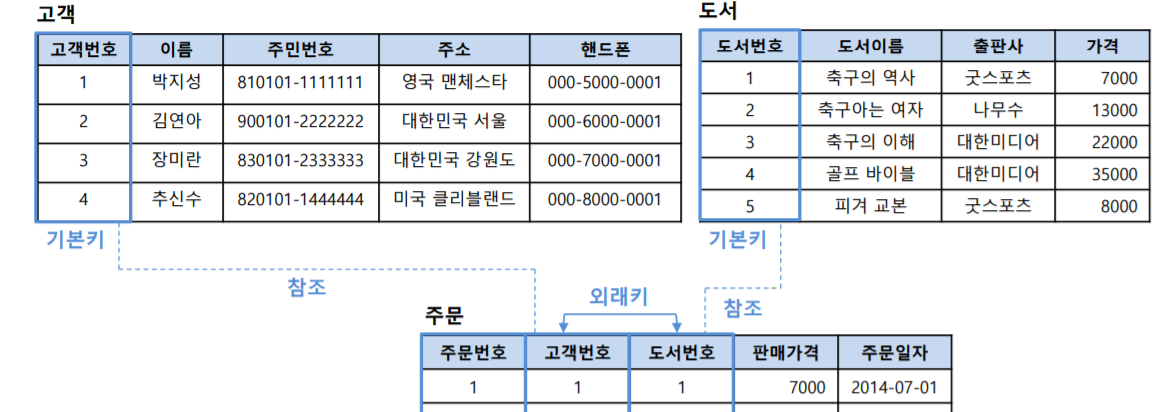 고객
고객번호 이름 주민번호 주소 핸드폰
1 박지성 810101-1111111 영국 맨체스타 000-5000-0001
2 김연아 900101-2222222 대한민국 서울 000-6000-0001
3 장미란 830101-2333333 대한민국 강원도 000-7000-0001
4 추신수 820101-1444444 미국 클리블랜드 000-8000-0001
기본키
도서
도서번호 도서이름 출판사 가격
1 축구의 역사 굿스포츠 7000
2 축구아는 여자 나무수 13000
3 축구의 이해 대한미디어 22000
4 골프 바이블 대한미디어 35000
5 피겨 교본 굿스포츠 8000
기본키
참조
외래키
참조
주문
주문번호 고객번호 도서번호 판매가격 주문일자
1 1 1 7000 2014-07-01